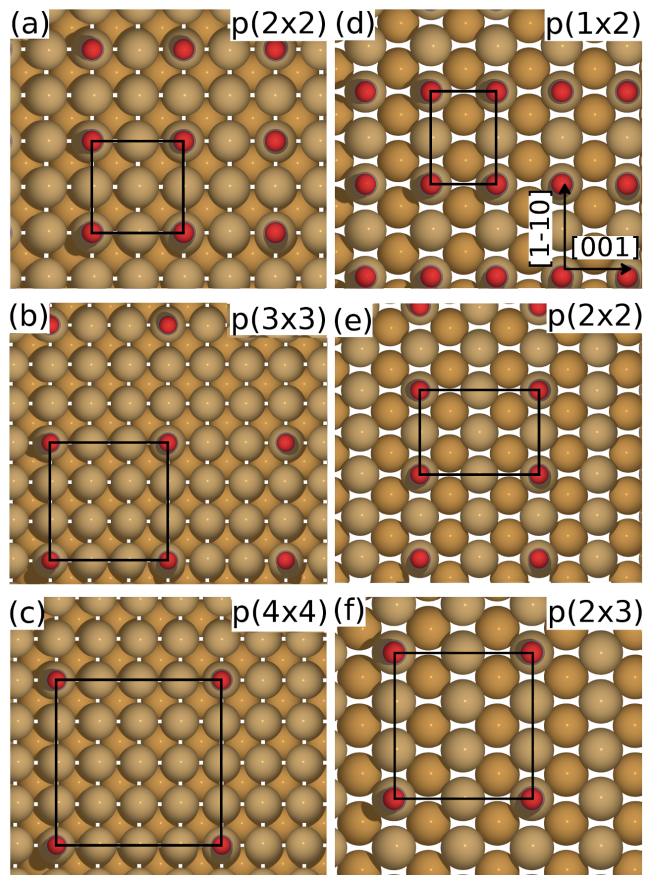 (a) p(2x2)
(d) p(1x2)
[1-10]
[001]
(b) p(3x3)
(e) p(2x2)
(c) p(4x4)
(f) p(2x3)